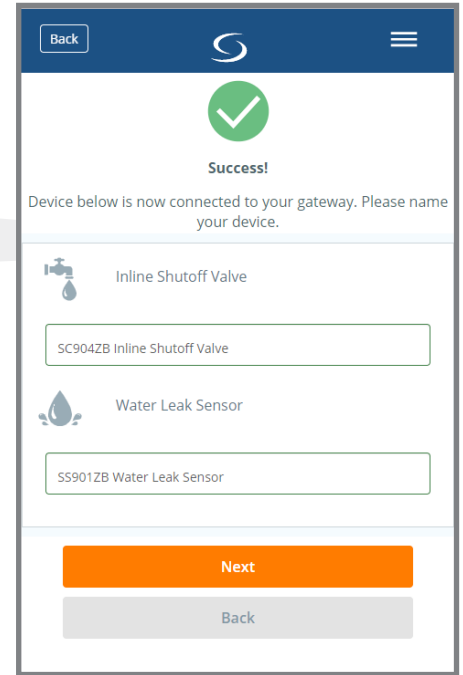 Back
Success!
Device below is now connected to your gateway. Please name
your device.
Inline Shutoff Valve
SC904ZB Inline Shutoff Valve
Water Leak Sensor
SS901ZB Water Leak Sensor
Next
Back